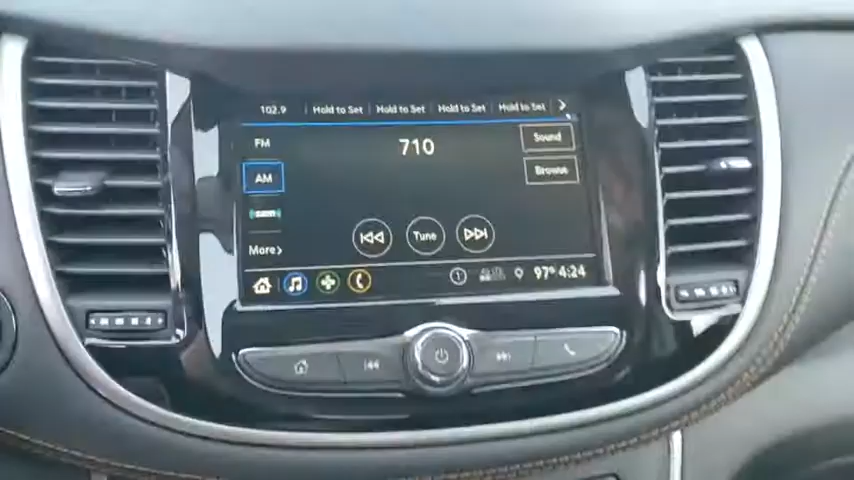 102.9 Hold to Set Hold to Set Hold to Set Hold to Set
FM
710
Sound
AM
Browse
More
Tune
1 97° 4:24